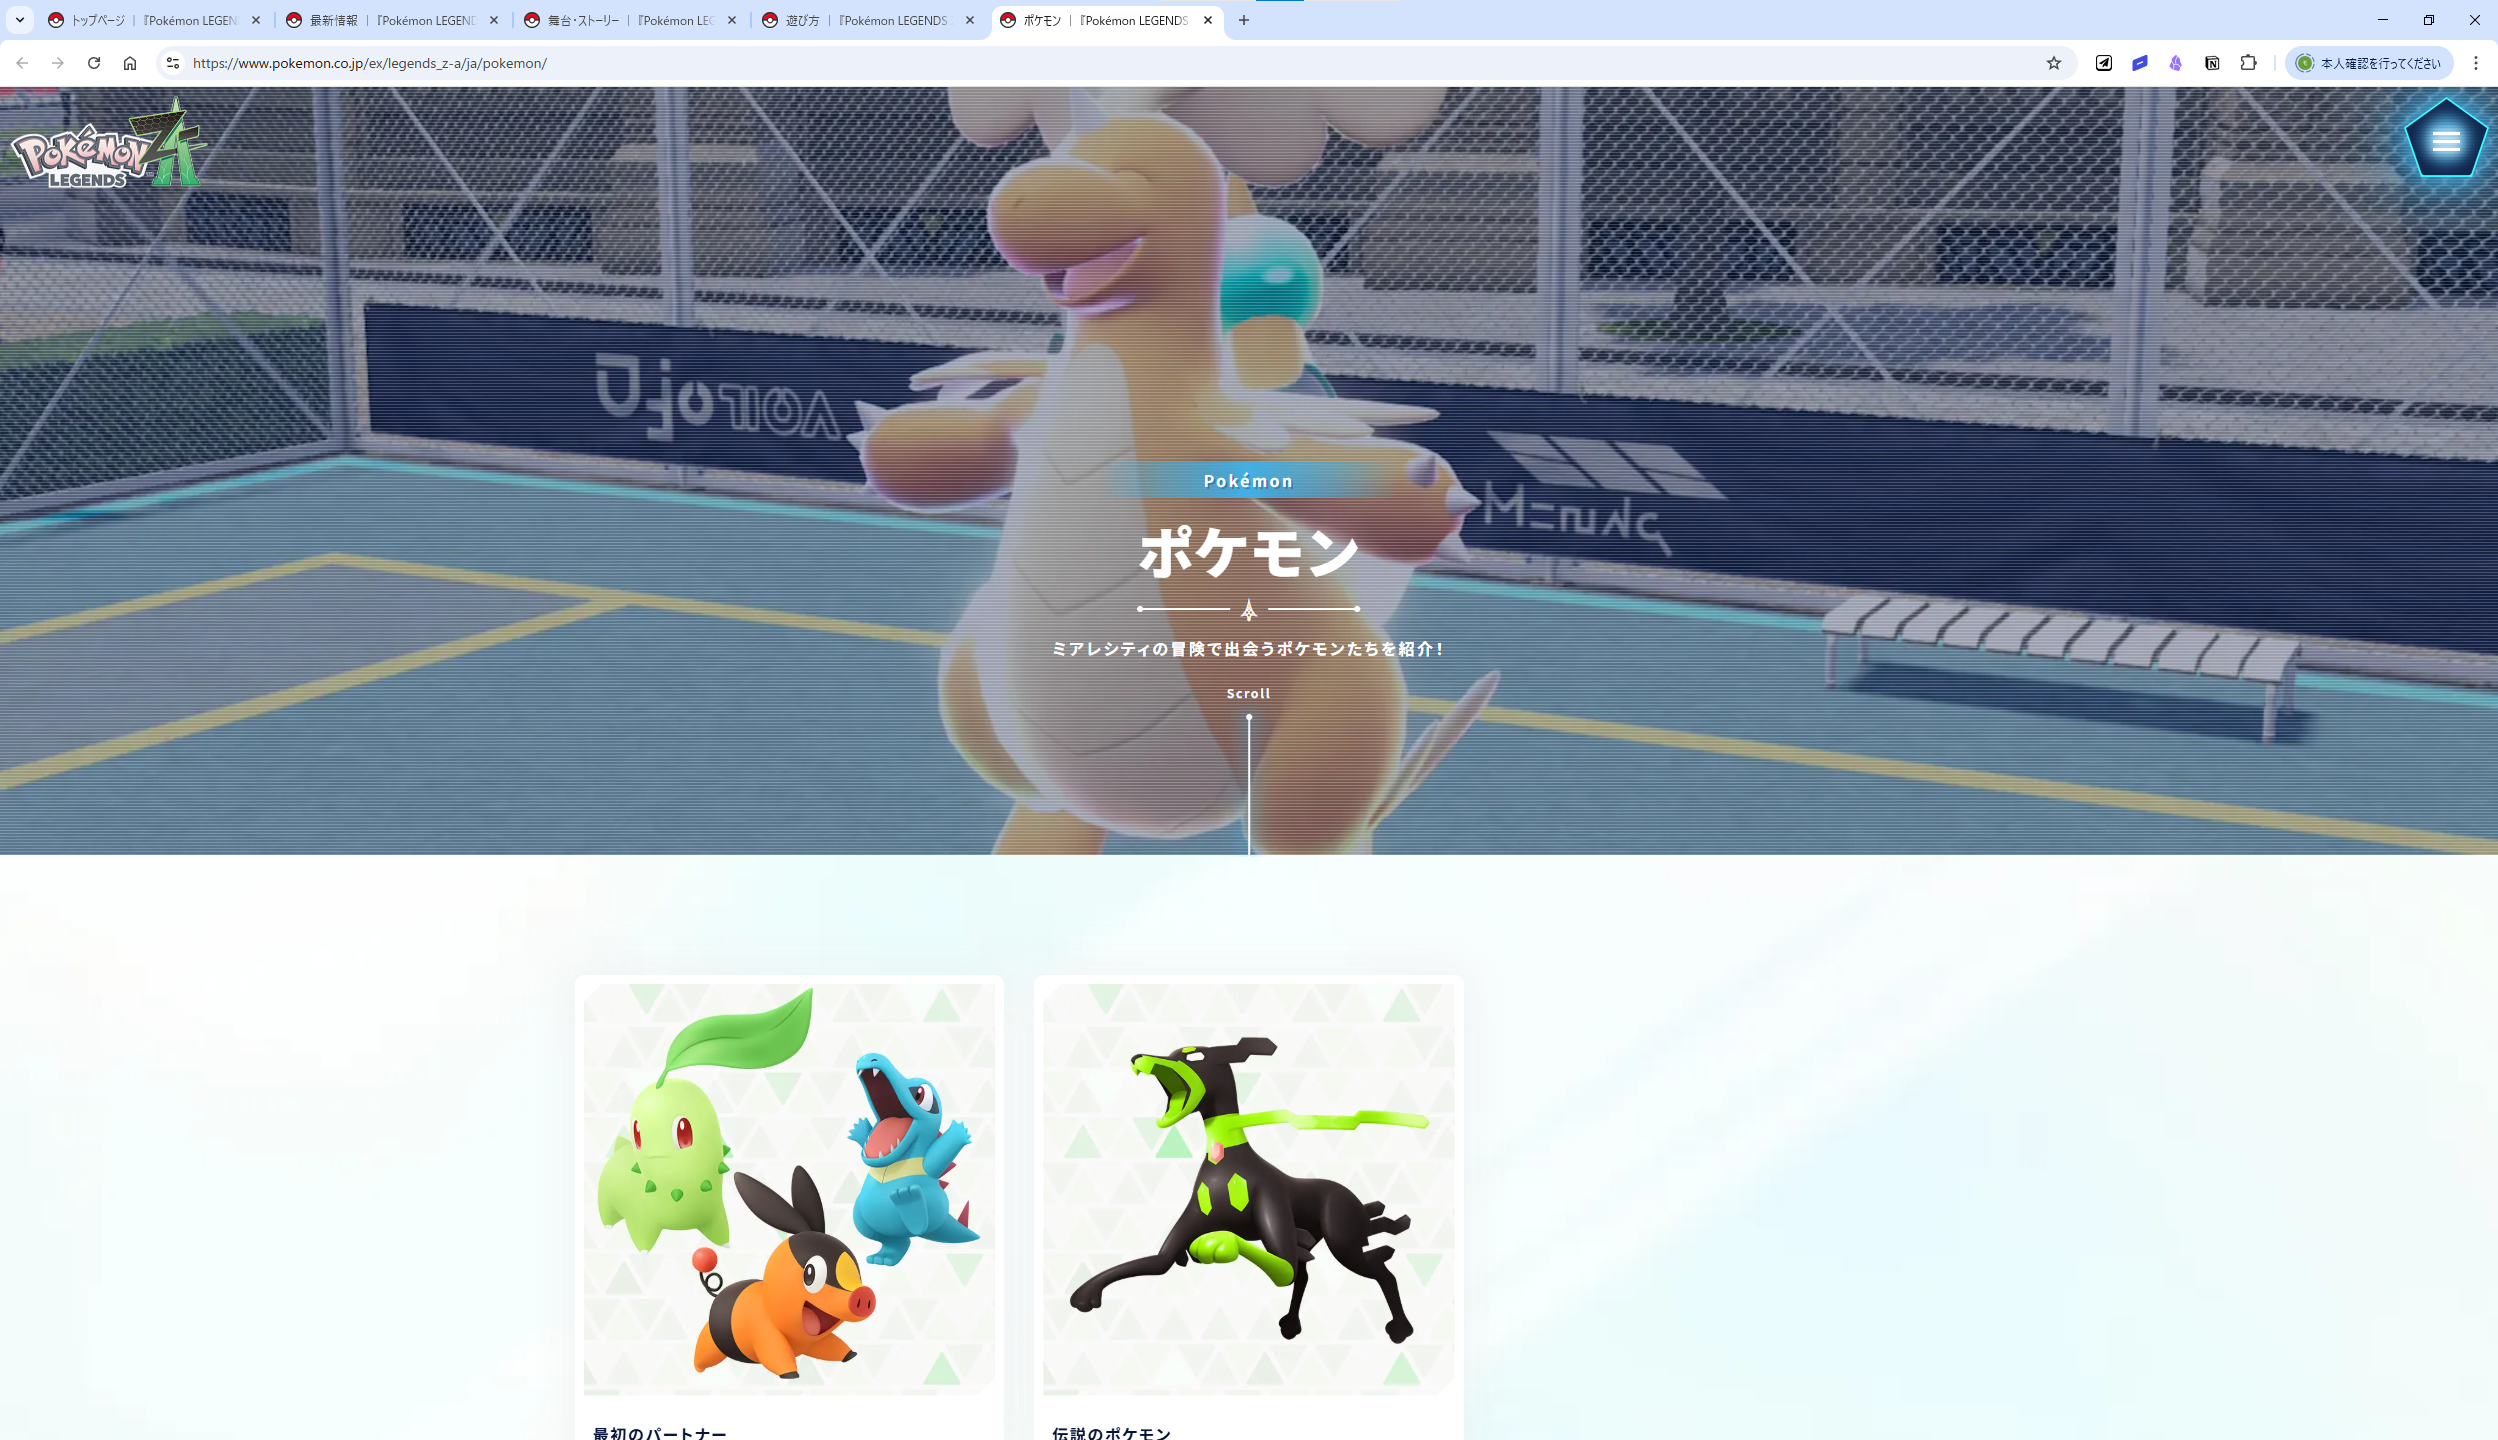 トップページ ｜ 『Pokémon LEGEN
最新情報 ｜ 『Pokémon LEGEND
舞台・ストーリー ｜ 『Pokémon LEG
遊び方 ｜ 『Pokémon LEGENDS
ポケモン ｜ 『Pokémon LEGENDS
https://www.pokemon.co.jp/ex/legends_z-a/ja/pokemon/
本人確認を行ってください
POKéMON
LEGENDS
ZA
Pokémon
ポケモン
ミアレシティの冒険で出会うポケモンたちを紹介！
Scroll
最初のパートナー
伝説のポケモン